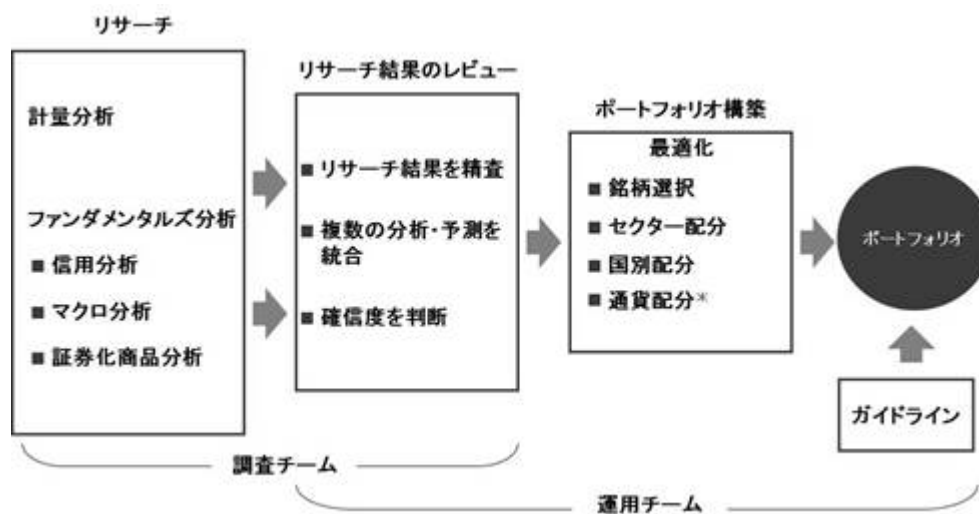 リサーチ
計量分析
ファンダメンタルズ分析
■ 信用分析
■ マクロ分析
■ 証券化商品分析
リサーチ結果のレビュー
■ リサーチ結果を精査
■ 複数の分析・予測を
統合
■ 確信度を判断
ポートフォリオ構築
最適化
■ 銘柄選択
■ セクター配分
■ 国別配分
■ 通貨配分*
ポートフォリオ
ガイドライン
調査チーム
運用チーム